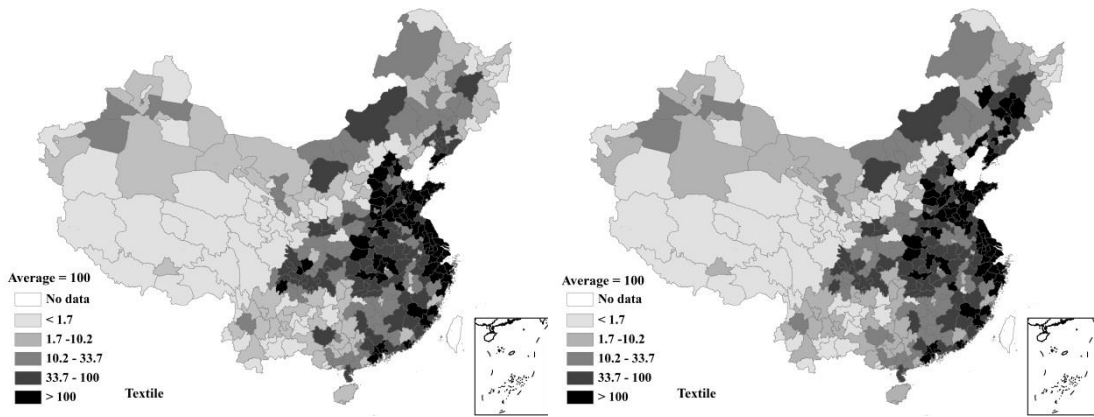 Average = 100
No data
< 1.7
1.7 -10.2
10.2 - 33.7
33.7 - 100
> 100
Textile
Average = 100
No data
< 1.7
1.7 -10.2
10.2 - 33.7
33.7 - 100
> 100
Textile